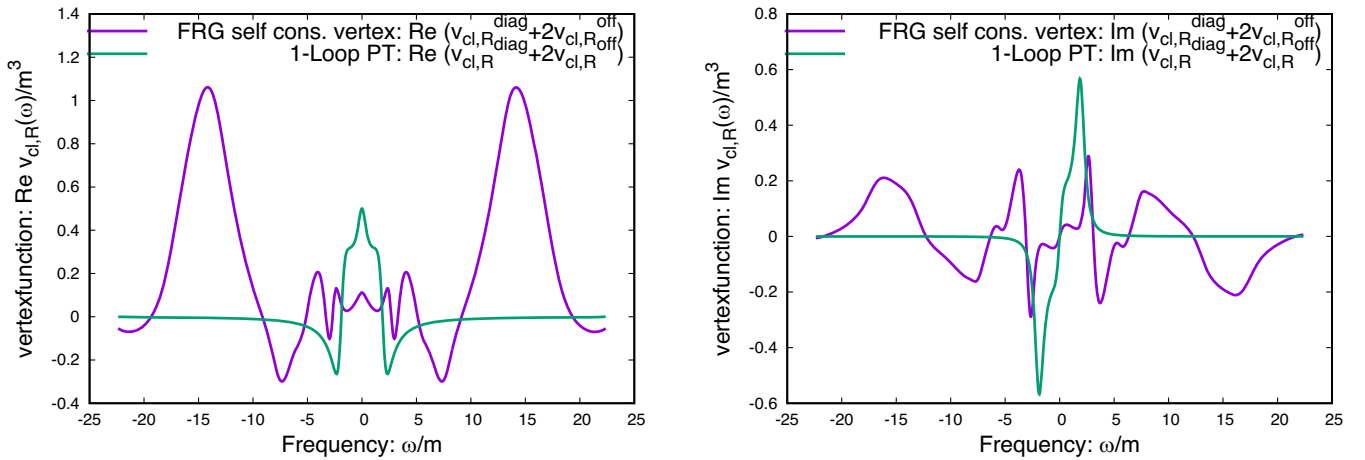 FRG self cons. vertex: Re (v_cl,R^diag+2v_cl,R^off)
1-Loop PT: Re (v_cl,R^diag+2v_cl,R^off)
vertexfunction: Re v_cl,R(ω)/m^3
1.4
1.2
1
0.8
0.6
0.4
0.2
0
-0.2
-0.4
-25 -20 -15 -10 -5 0 5 10 15 20 25
Frequency: ω/m
FRG self cons. vertex: Im (v_cl,R^diag+2v_cl,R^off)
1-Loop PT: Im (v_cl,R^diag+2v_cl,R^off)
vertexfunction: Im v_cl,R(ω)/m^3
0.8
0.6
0.4
0.2
0
-0.2
-0.4
-0.6
-25 -20 -15 -10 -5 0 5 10 15 20 25
Frequency: ω/m